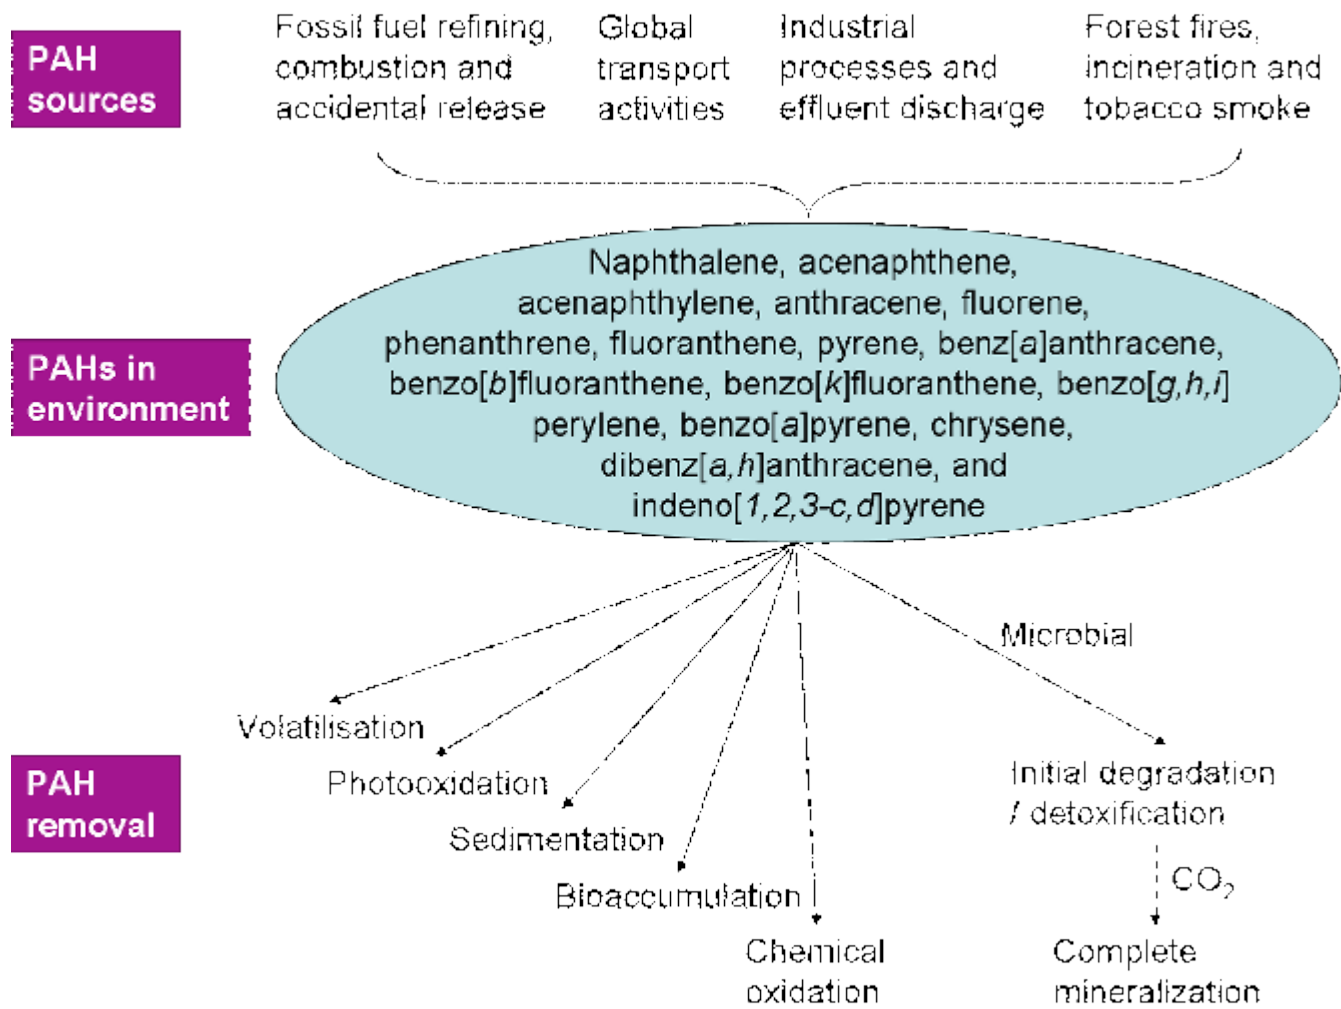 PAH
sources
Fossil fuel refining,
combustion and
accidental release
Global
transport
activities
Industrial
processes and
effluent discharge
Forest fires,
incineration and
tobacco smoke
PAHs in
environment
Naphthalene, acenaphthene,
acenaphthylene, anthracene, fluorene,
phenanthrene, fluoranthene, pyrene, benz[a]anthracene,
benzo[b]fluoranthene, benzo[k]fluoranthene, benzo[g,h,i]
perylene, benzo[a]pyrene, chrysene,
dibenz[a,h]anthracene, and
indeno[1,2,3-c,d]pyrene
Microbial
PAH
removal
Volatilisation
Photooxidation
Sedimentation
Bioaccumulation
Chemical
oxidation
Initial degradation
/ detoxification
CO₂
Complete
mineralization